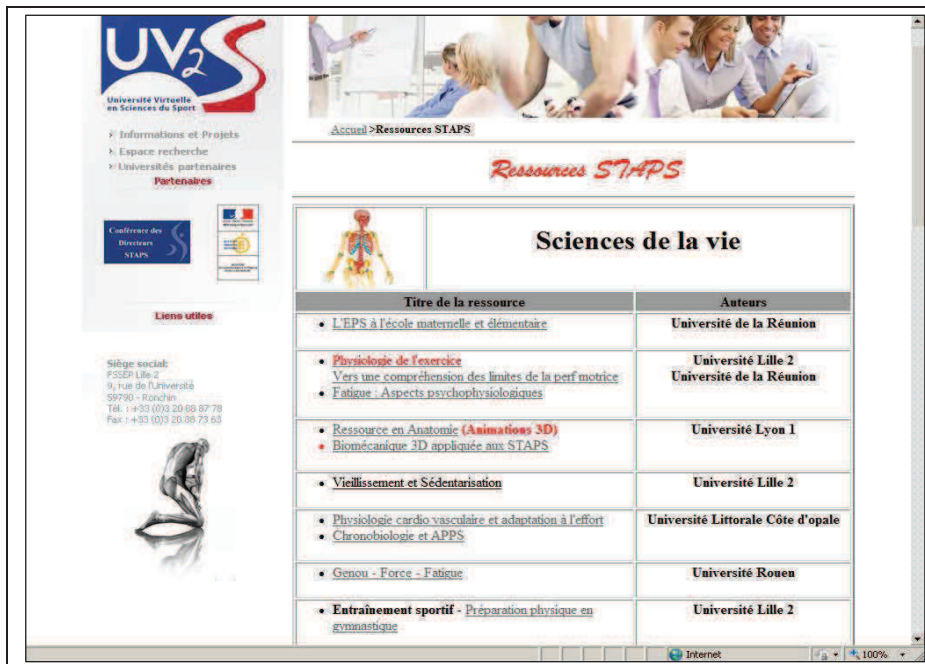 UV2S
Université Virtuelle
en Sciences du Sport
Informations et Projets
Espace recherche
Universités partenaires
Partenaires
Conférence des
Directeurs
STAPS
Liens utiles
Siège social:
FSSEP Lille 2
9, rue de l'Université
59790 - Ronchin
Tél. : +33 (0)3 20 88 87 78
Fax : +33 (0)3 20 88 73 63
Accueil >Ressources STAPS
Ressources STAPS
Sciences de la vie
Titre de la ressource Auteurs
L'EPS à l'école maternelle et élémentaire Université de la Réunion
Physiologie de l'exercice Université Lille 2
Vers une compréhension des limites de la perf motrice Université de la Réunion
Fatigue : Aspects psychophysiologiques
Ressource en Anatomie (Animations 3D) Université Lyon 1
Biomécanique 3D appliquée aux STAPS
Vieillissement et Sédentarisation Université Lille 2
Physiologie cardio vasculaire et adaptation à l'effort Université Littorale Côte d'opale
Chronobiologie et APPS
Genou - Force - Fatigue Université Rouen
Entraînement sportif - Préparation physique en Université Lille 2
gymnastique
Internet 100%